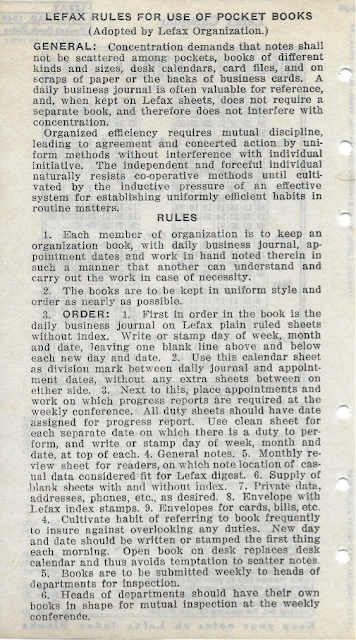 LEFAX RULES FOR USE OF POCKET BOOKS
(Adopted by Lefax Organization.)
GENERAL: Concentration demands that notes shall
not be scattered among pockets, books of different
kinds and sizes, desk calendars, card files, and on
scraps of paper or the backs of business cards. A
daily business journal is often valuable for reference,
and, when kept on Lefax sheets, does not require a
separate book, and therefore does not interfere with
concentration.
Organized efficiency requires mutual discipline,
leading to agreement and concerted action by uni-
form methods without interference with individual
initiative. The independent and forceful individual
naturally resists co-operative methods until culti-
vated by the inductive pressure of an effective
system for establishing uniformly efficient habits in
routine matters.
RULES
1. Each member of organization is to keep an
organization book, with daily business journal, ap-
pointment dates and work in hand noted therein in
such a manner that another can understand and
carry out the work in case of necessity.
2. The books are to be kept in uniform style and
order as nearly as possible.
3. ORDER: 1. First in order in the book is the
daily business journal on Lefax plain ruled sheets
without index. Write or stamp day of week, month
and date, leaving one blank line above and below
each new day and date. 2. Use this calendar sheet
as division mark between daily journal and appoint-
ment dates, without any extra sheets between on
either side. 3. Next to this, place appointments and
work on which progress reports are required at the
weekly conference. All duty sheets should have date
assigned for progress report. Use clean sheet for
each separate date on which there is a duty to per-
form, and write or stamp day of week, month and
date, at top of each. 4. General notes. 5. Monthly re-
view sheet for readers, on which note location of cas-
ual data considered fit for Lefax digest. 6. Supply of
blank sheets with and without index. 7. Private data,
addresses, phones, etc., as desired. 8. Envelope with
Lefax index stamps. 9. Envelopes for cards, bills, etc.
4. Cultivate habit of referring to book frequently
to insure against overlooking any duties. New day
and date should be written or stamped the first thing
each morning. Open book on desk replaces desk
calendar and thus avoids temptation to scatter notes.
5. Books are to be submitted weekly to heads of
departments for inspection.
6. Heads of departments should have their own
books in shape for mutual inspection at the weekly
conference.